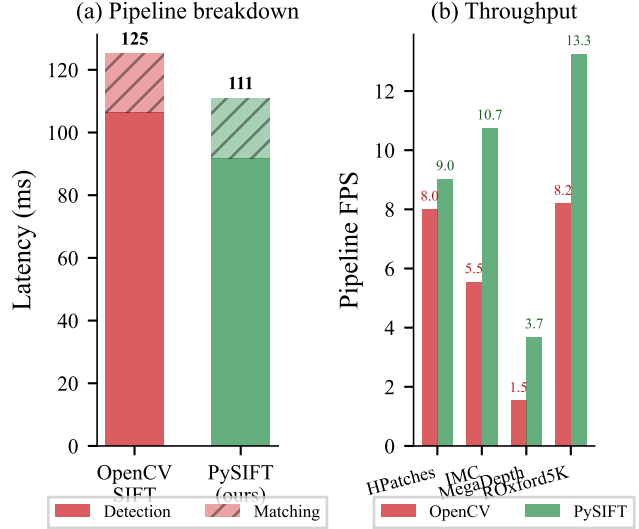 (a) Pipeline breakdown
125
111
Latency (ms)
120
100
80
60
40
20
0
OpenCV
SIFT
PySIFT
(ours)
Detection
Matching
(b) Throughput
Pipeline FPS
12
10
8
6
4
2
0
8.0
9.0
5.5
10.7
1.5
3.7
8.2
13.3
HPatches
IMC
MegaDepth
ROxford5K
OpenCV
PySIFT